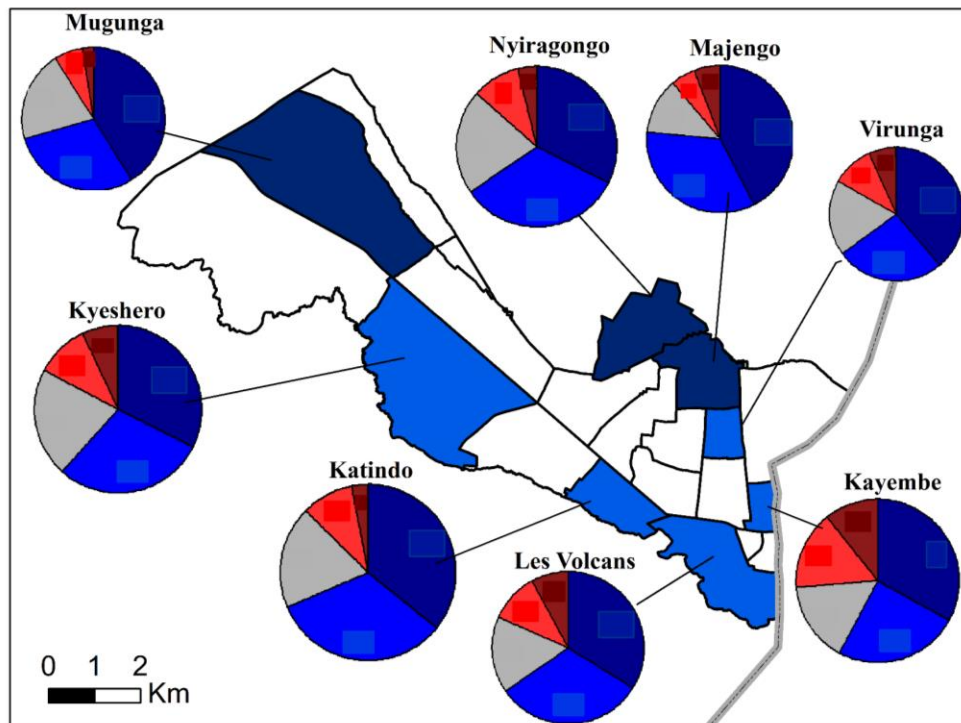 Mugunga
Nyiragongo
Majengo
Virunga
Kyeshero
Katindo
Kayembe
Les Volcans
0 1 2
Km